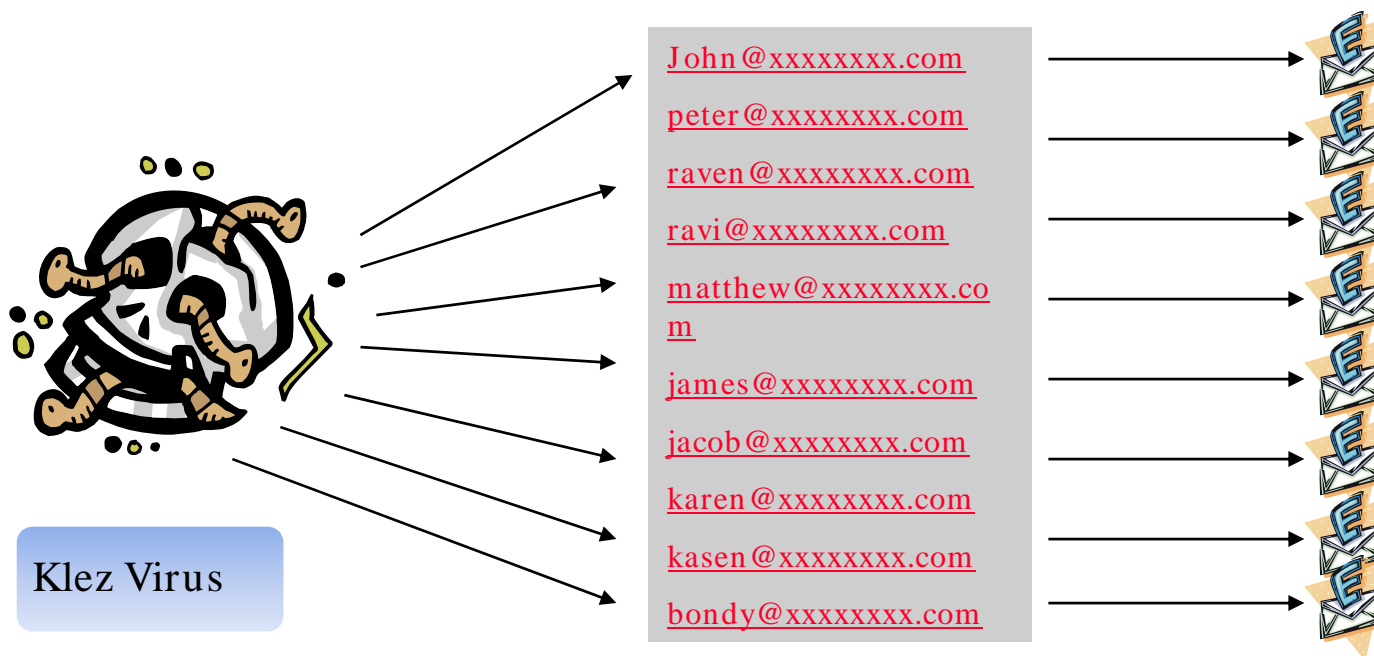 John@xxxxxxxx.com
peter@xxxxxxxx.com
raven@xxxxxxxx.com
ravi@xxxxxxxx.com
matthew@xxxxxxxx.co
m
james@xxxxxxxx.com
jacob@xxxxxxxx.com
karen@xxxxxxxx.com
kasen@xxxxxxxx.com
bondy@xxxxxxxx.com
Klez Virus
E
E
E
E
E
E
E
E